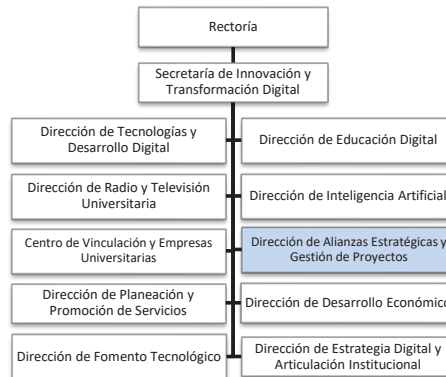 Rectoría
Secretaría de Innovación y
Transformación Digital
Dirección de Tecnologías y
Desarrollo Digital
Dirección de Educación Digital
Dirección de Radio y Televisión
Universitaria
Dirección de Inteligencia Artificial
Centro de Vinculación y Empresas
Universitarias
Dirección de Alianzas Estratégicas y
Gestión de Proyectos
Dirección de Planeación y
Promoción de Servicios
Dirección de Desarrollo Económico
Dirección de Fomento Tecnológico
Dirección de Estrategia Digital y
Articulación Institucional